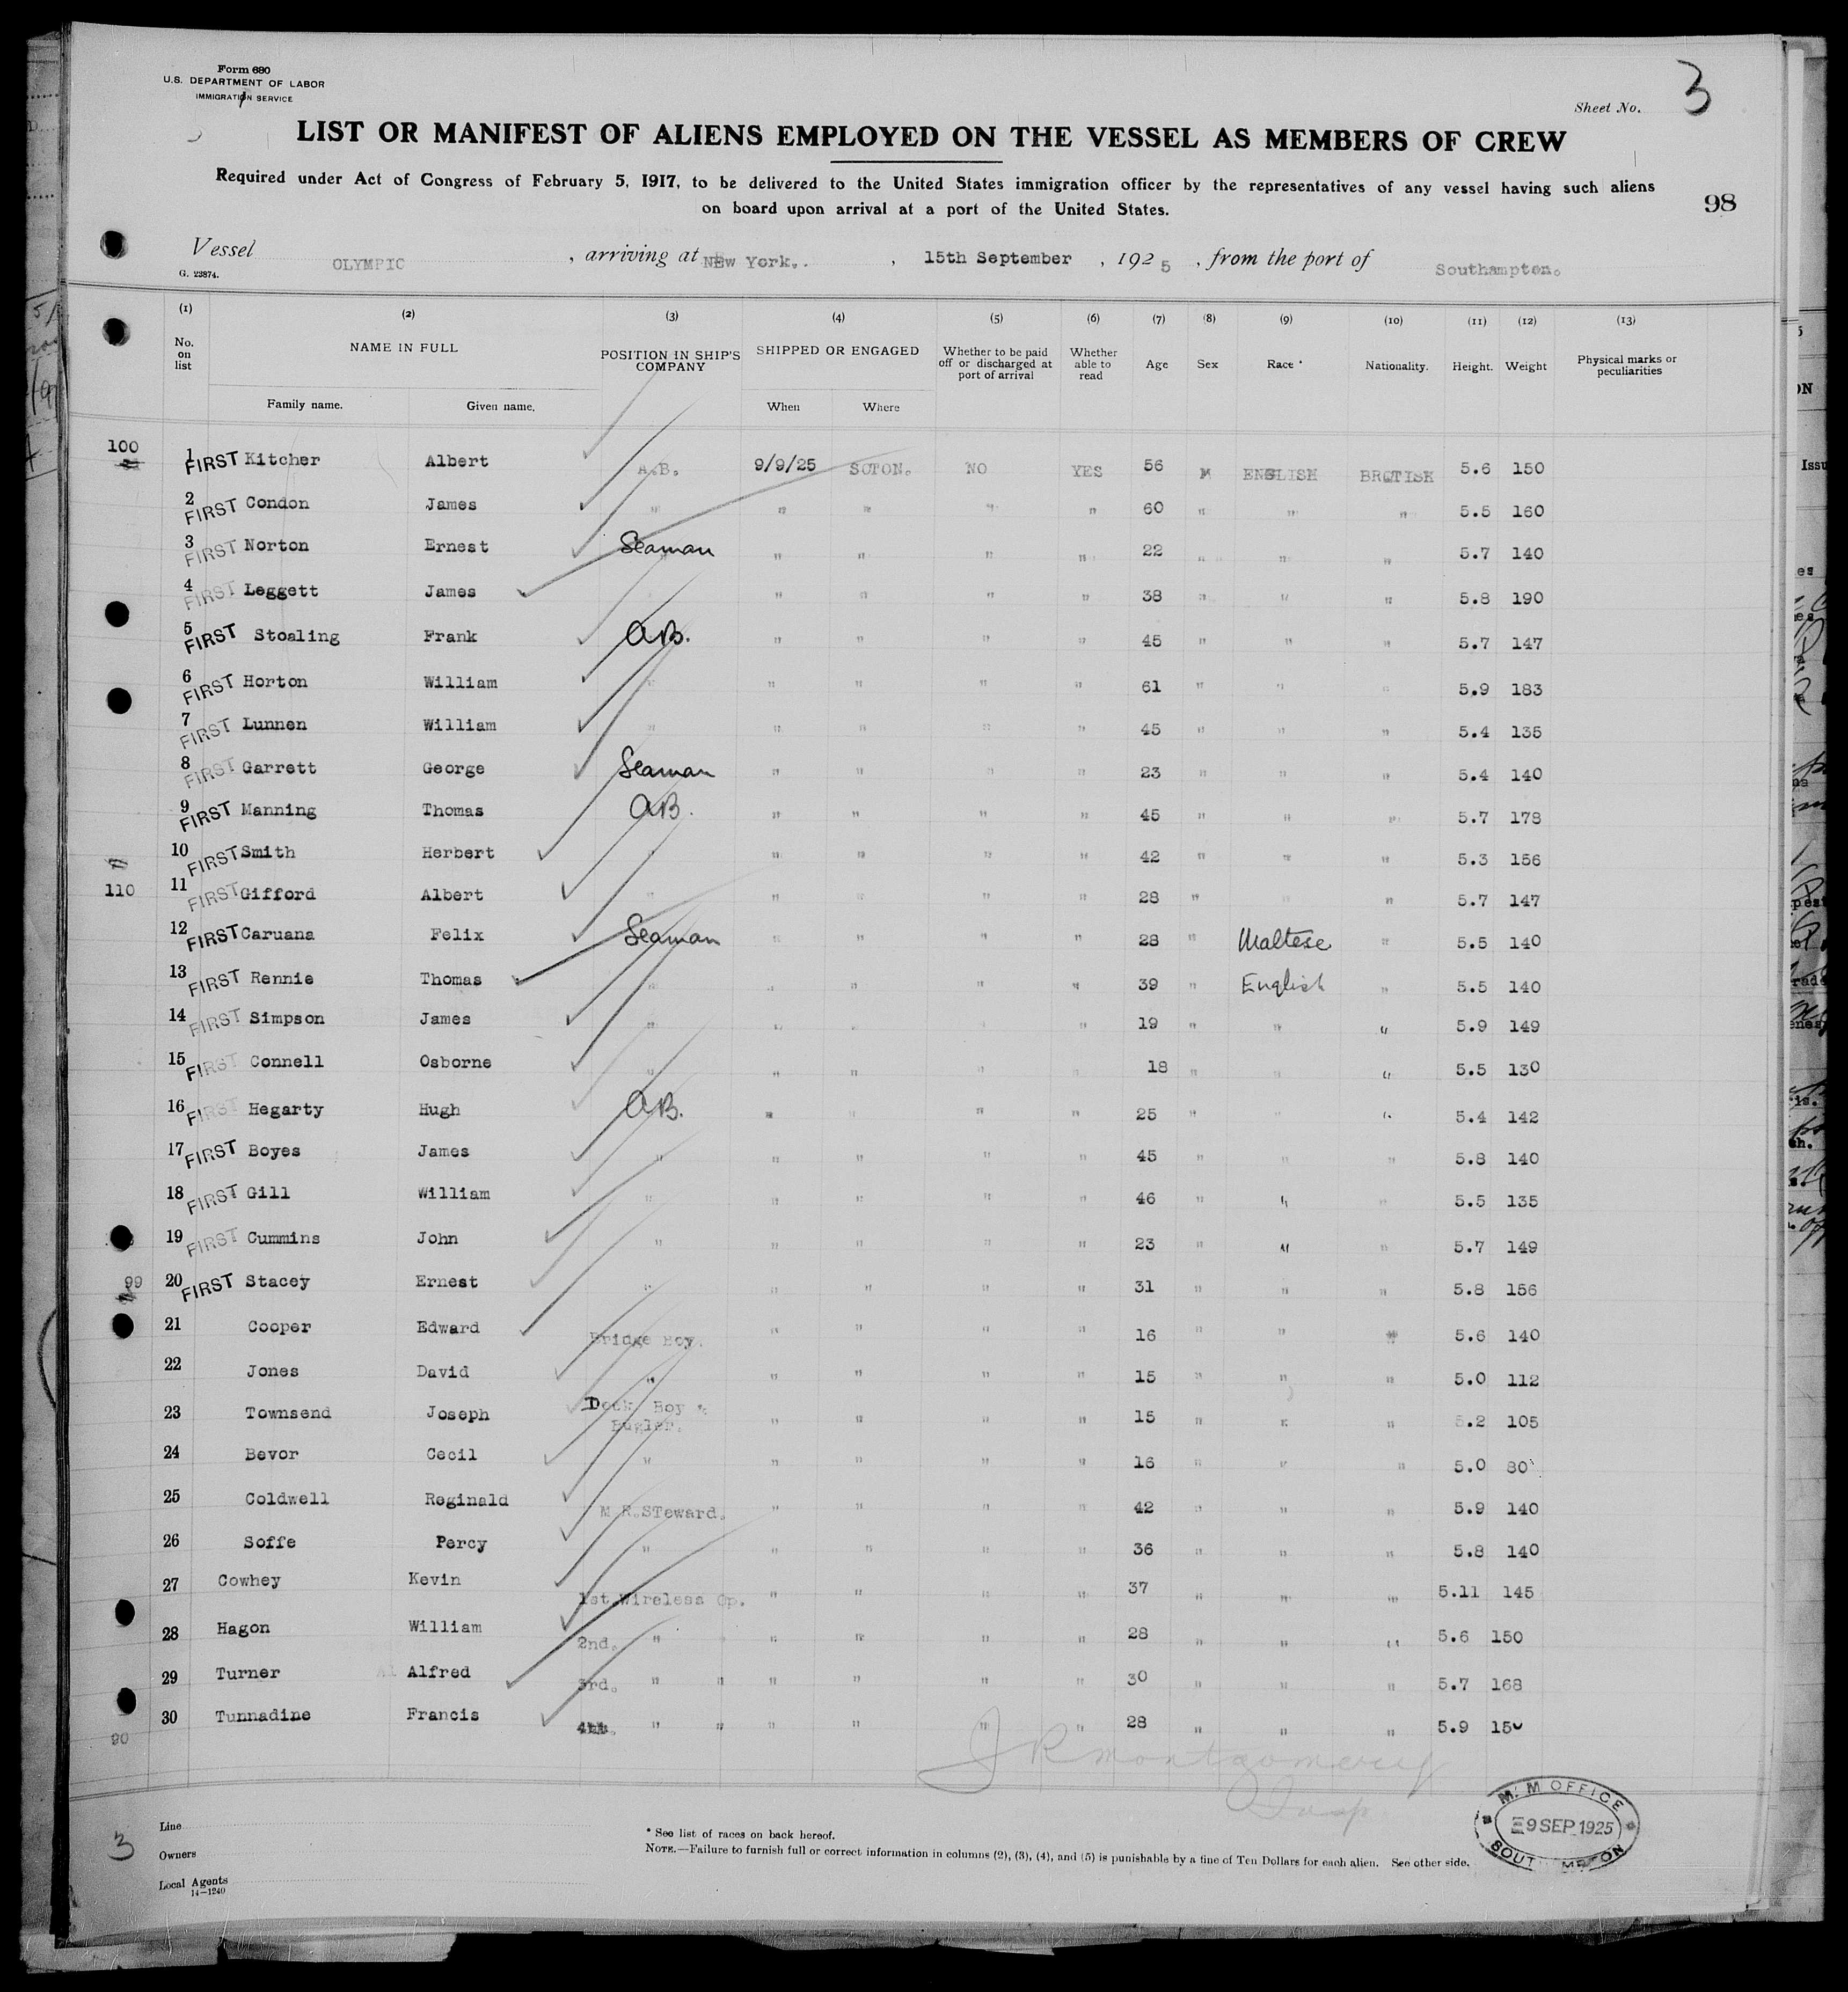 Form 680
U.S. DEPARTMENT OF LABOR
IMMIGRATION SERVICE
Sheet No. 3
LIST OR MANIFEST OF ALIENS EMPLOYED ON THE VESSEL AS MEMBERS OF CREW
Required under Act of Congress of February 5, 1917, to be delivered to the United States immigration officer by the representatives of any vessel having such aliens
on board upon arrival at a port of the United States.
98
Vessel OLYMPIC , arriving at NEw York. , 15th September , 1925 , from the port of Southampton.
G. 23874.
(1) (2) (3) (4) (5) (6) (7) (8) (9) (10) (11) (12) (13)
No. on list NAME IN FULL POSITION IN SHIP'S COMPANY SHIPPED OR ENGAGED Whether to be paid off or discharged at port of arrival Whether able to read Age Sex Race * Nationality. Height. Weight Physical marks or peculiarities
Family name. Given name. When Where
100
1 FIRST Kitcher Albert A.B. 9/9/25 SOTON. NO YES 56 M ENGLISH BRITISH 5.6 150
2 FIRST Condon James " " " " " 60 " " " 5.5 160
3 FIRST Norton Ernest Seaman " " " " 22 " " " 5.7 140
4 FIRST Leggett James " " " " 38 " " " 5.8 190
5 FIRST Stoaling Frank A.B. " " " " 45 " " " 5.7 147
6 FIRST Horton William " " " " " 61 " " " 5.9 183
7 FIRST Lunnen William " " " " " 45 " " " 5.4 135
8 FIRST Garrett George Seaman " " " " 23 " " " 5.4 140
9 FIRST Manning Thomas A.B. " " " " 45 " " " 5.7 178
10 FIRST Smith Herbert " " " " " 42 " " " 5.3 156
110 11 FIRST Gifford Albert " " " " " 28 " " " 5.7 147
12 FIRST Caruana Felix Seaman " " " " 28 " Maltese " 5.5 140
13 FIRST Rennie Thomas " " " " " 39 " English " 5.5 140
14 FIRST Simpson James " " " " " 19 " " " 5.9 149
15 FIRST Connell Osborne " " " " " 18 " " " 5.5 130
16 FIRST Hegarty Hugh A.B. " " " " 25 " " " 5.4 142
17 FIRST Boyes James " " " " " 45 " " " 5.8 140
18 FIRST Gill William " " " " " 46 " " " 5.5 135
19 FIRST Cummins John " " " " " 23 " " " 5.7 149
99 20 FIRST Stacey Ernest " " " " " 31 " " " 5.8 156
21 Cooper Edward Bridge Boy. " " " " 16 " " " 5.6 140
22 Jones David " " " " " 15 " " " 5.0 112
23 Townsend Joseph Deck Boy & Bugler. " " " " 15 " " " 5.2 105
24 Bevor Cecil " " " " " 16 " " " 5.0 80
25 Coldwell Reginald M.R.STeward. " " " " 42 " " " 5.9 140
26 Soffe Percy " " " " " 36 " " " 5.8 140
27 Cowhey Kevin 1st.Wireless Op. " " " " 37 " " " 5.11 145
28 Hagon William 2nd. " " " " " 28 " " " 5.6 150
29 Turner Alfred 3rd. " " " " " " 30 " " " 5.7 168
30 Tunnadine Francis 4th. " " " " " " 28 " " " 5.9 150
90
J R Montgomery
Line
Owners
Local Agents
14—1240
3
* See list of races on back hereof.
NOTE.—Failure to furnish full or correct information in columns (2), (3), (4), and (5) is punishable by a fine of Ten Dollars for each alien. See other side.
M. M OFFICE
9 SEP 1925
SOUTHAMPTON